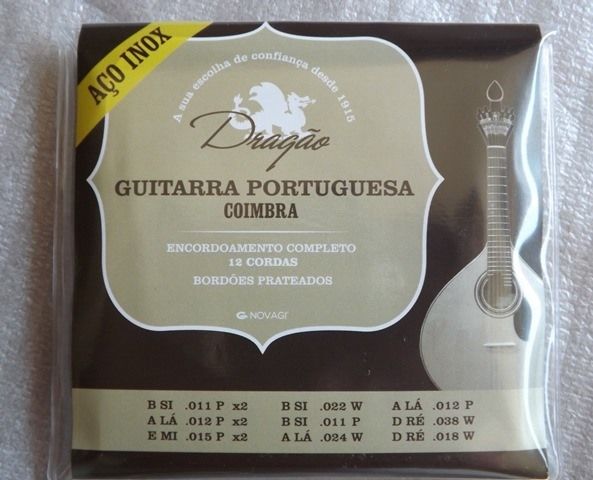 AÇO INOX
A sua escolha de confiança desde 1915
Dragão
GUITARRA PORTUGUESA
COIMBRA
ENCORDOAMENTO COMPLETO
12 CORDAS
BORDÕES PRATEADOS
NOVAGI
B SI .011 P x2 B SI .022 W A LÁ .012 P
A LÁ .012 P x2 B SI .011 P D RÉ .038 W
E MI .015 P x2 A LÁ .024 W D RÉ .018 W